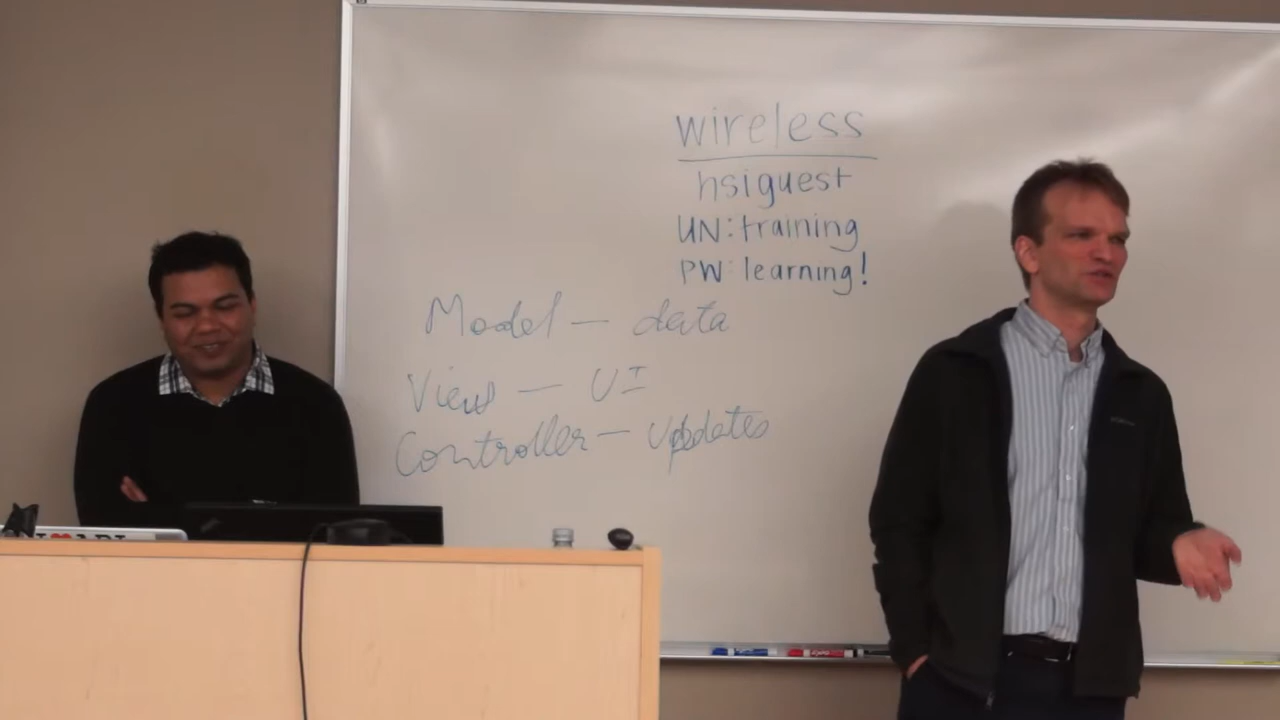 wireless
hsiguest
UN: training
PW: learning!
Model — data
View — UI
Controller — updates